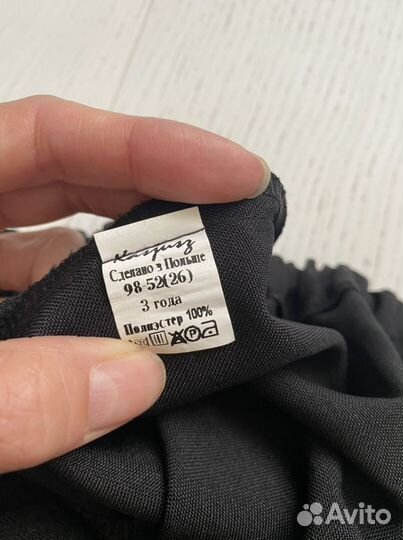 Сделано в Польше
98-52(26)
3 года
Полиэстер 100%
Avito